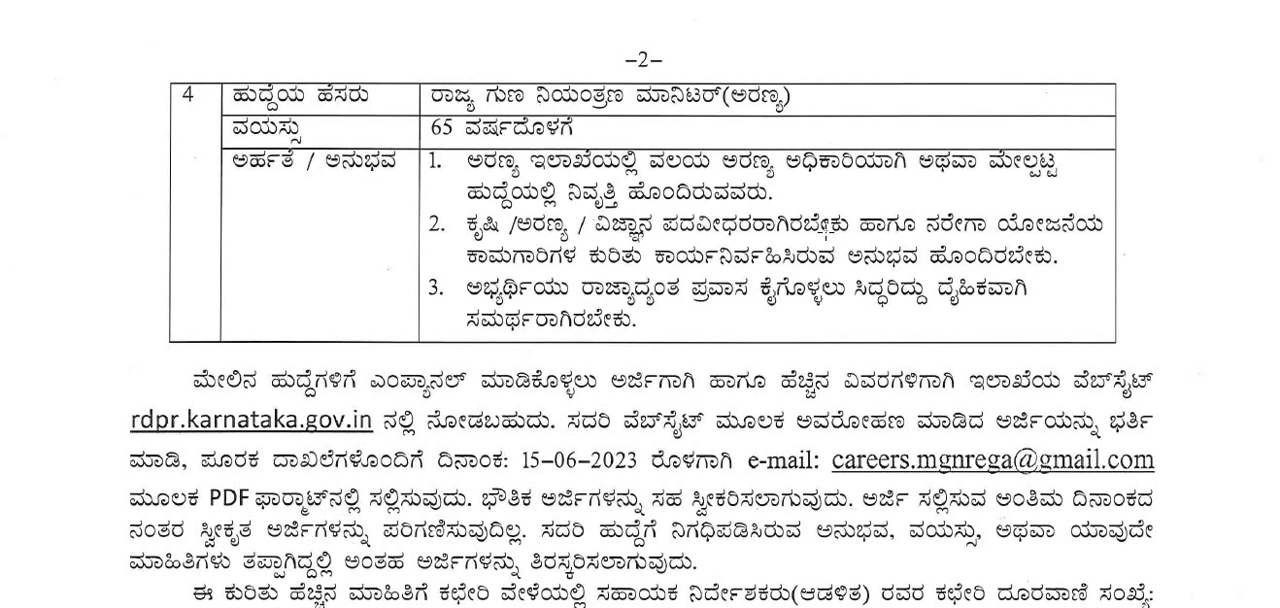 –2–
4 ಹುದ್ದೆಯ ಹೆಸರು ರಾಜ್ಯ ಗುಣ ನಿಯಂತ್ರಣ ಮಾನಿಟರ್(ಅರಣ್ಯ)
ವಯಸ್ಸು 65 ವರ್ಷದೊಳಗೆ
ಅರ್ಹತೆ / ಅನುಭವ 1. ಅರಣ್ಯ ಇಲಾಖೆಯಲ್ಲಿ ವಲಯ ಅರಣ್ಯ ಅಧಿಕಾರಿಯಾಗಿ ಅಥವಾ ಮೇಲ್ಪಟ್ಟ
ಹುದ್ದೆಯಲ್ಲಿ ನಿವೃತ್ತಿ ಹೊಂದಿರುವವರು.
2. ಕೃಷಿ /ಅರಣ್ಯ / ವಿಜ್ಞಾನ ಪದವೀಧರರಾಗಿರಬೇಕು ಹಾಗೂ ನರೇಗಾ ಯೋಜನೆಯ
ಕಾಮಗಾರಿಗಳ ಕುರಿತು ಕಾರ್ಯನಿರ್ವಹಿಸಿರುವ ಅನುಭವ ಹೊಂದಿರಬೇಕು.
3. ಅಭ್ಯರ್ಥಿಯು ರಾಜ್ಯಾದ್ಯಂತ ಪ್ರವಾಸ ಕೈಗೊಳ್ಳಲು ಸಿದ್ಧರಿದ್ದು ದೈಹಿಕವಾಗಿ
ಸಮರ್ಥರಾಗಿರಬೇಕು.
ಮೇಲಿನ ಹುದ್ದೆಗಳಿಗೆ ಎಂಪ್ಯಾನಲ್ ಮಾಡಿಕೊಳ್ಳಲು ಅರ್ಜಿಗಾಗಿ ಹಾಗೂ ಹೆಚ್ಚಿನ ವಿವರಗಳಿಗಾಗಿ ಇಲಾಖೆಯ ವೆಬ್‌ಸೈಟ್
rdpr.karnataka.gov.in ನಲ್ಲಿ ನೋಡಬಹುದು. ಸದರಿ ವೆಬ್‌ಸೈಟ್ ಮೂಲಕ ಅವರೋಹಣ ಮಾಡಿದ ಅರ್ಜಿಯನ್ನು ಭರ್ತಿ
ಮಾಡಿ, ಪೂರಕ ದಾಖಲೆಗಳೊಂದಿಗೆ ದಿನಾಂಕ: 15-06-2023 ರೊಳಗಾಗಿ e-mail: careers.mgnrega@gmail.com
ಮೂಲಕ PDF ಫಾರ್‍ಮಾಟ್‌ನಲ್ಲಿ ಸಲ್ಲಿಸುವುದು. ಭೌತಿಕ ಅರ್ಜಿಗಳನ್ನು ಸಹ ಸ್ವೀಕರಿಸಲಾಗುವುದು. ಅರ್ಜಿ ಸಲ್ಲಿಸುವ ಅಂತಿಮ ದಿನಾಂಕದ
ನಂತರ ಸ್ವೀಕೃತ ಅರ್ಜಿಗಳನ್ನು ಪರಿಗಣಿಸುವುದಿಲ್ಲ. ಸದರಿ ಹುದ್ದೆಗೆ ನಿಗಧಿಪಡಿಸಿರುವ ಅನುಭವ, ವಯಸ್ಸು, ಅಥವಾ ಯಾವುದೇ
ಮಾಹಿತಿಗಳು ತಪ್ಪಾಗಿದ್ದಲ್ಲಿ ಅಂತಹ ಅರ್ಜಿಗಳನ್ನು ತಿರಸ್ಕರಿಸಲಾಗುವುದು.
ಈ ಕುರಿತು ಹೆಚ್ಚಿನ ಮಾಹಿತಿಗೆ ಕಛೇರಿ ವೇಳೆಯಲ್ಲಿ ಸಹಾಯಕ ನಿರ್ದೇಶಕರು(ಆಡಳಿತ) ರವರ ಕಛೇರಿ ದೂರವಾಣಿ ಸಂಖ್ಯೆ: